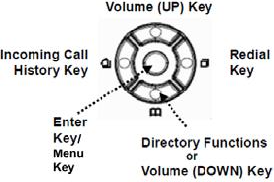 Volume (UP) Key
Incoming Call
History Key
Redial
Key
Enter
Key/
Menu
Key
Directory Functions
or
Volume (DOWN) Key